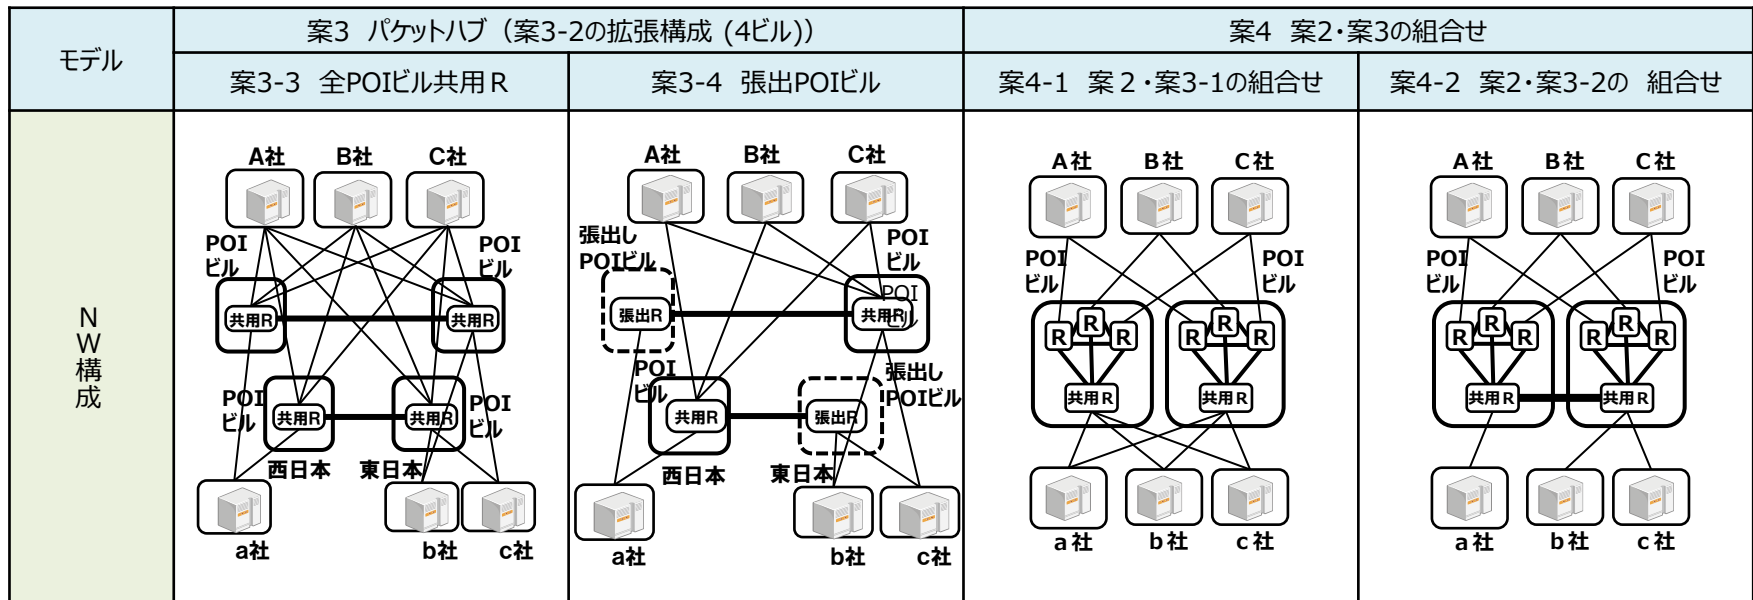 モデル
案3 パケットハブ（案3-2の拡張構成 (4ビル)）
案4 案2・案3の組合せ
案3-3 全POIビル共用R
案3-4 張出POIビル
案4-1 案２・案3-1の組合せ
案4-2 案2・案3-2の 組合せ
NW構成
A社
B社
C社
POI
ビル
POI
ビル
共用R
共用R
POI
ビル
共用R
共用R
POI
ビル
西日本
東日本
a社
b社
c社
A社
B社
C社
張出し
POIビル
POI
ビル
張出R
POI
ビル
共用R
POI
ビル
共用R
張出し
POIビル
張出R
西日本
東日本
a社
b社
c社
A社
B社
C社
POI
ビル
POI
ビル
R
R
R
R
R
R
共用R
共用R
a社
b社
c社
A社
B社
C社
POI
ビル
POI
ビル
R
R
R
R
R
R
共用R
共用R
a社
b社
c社